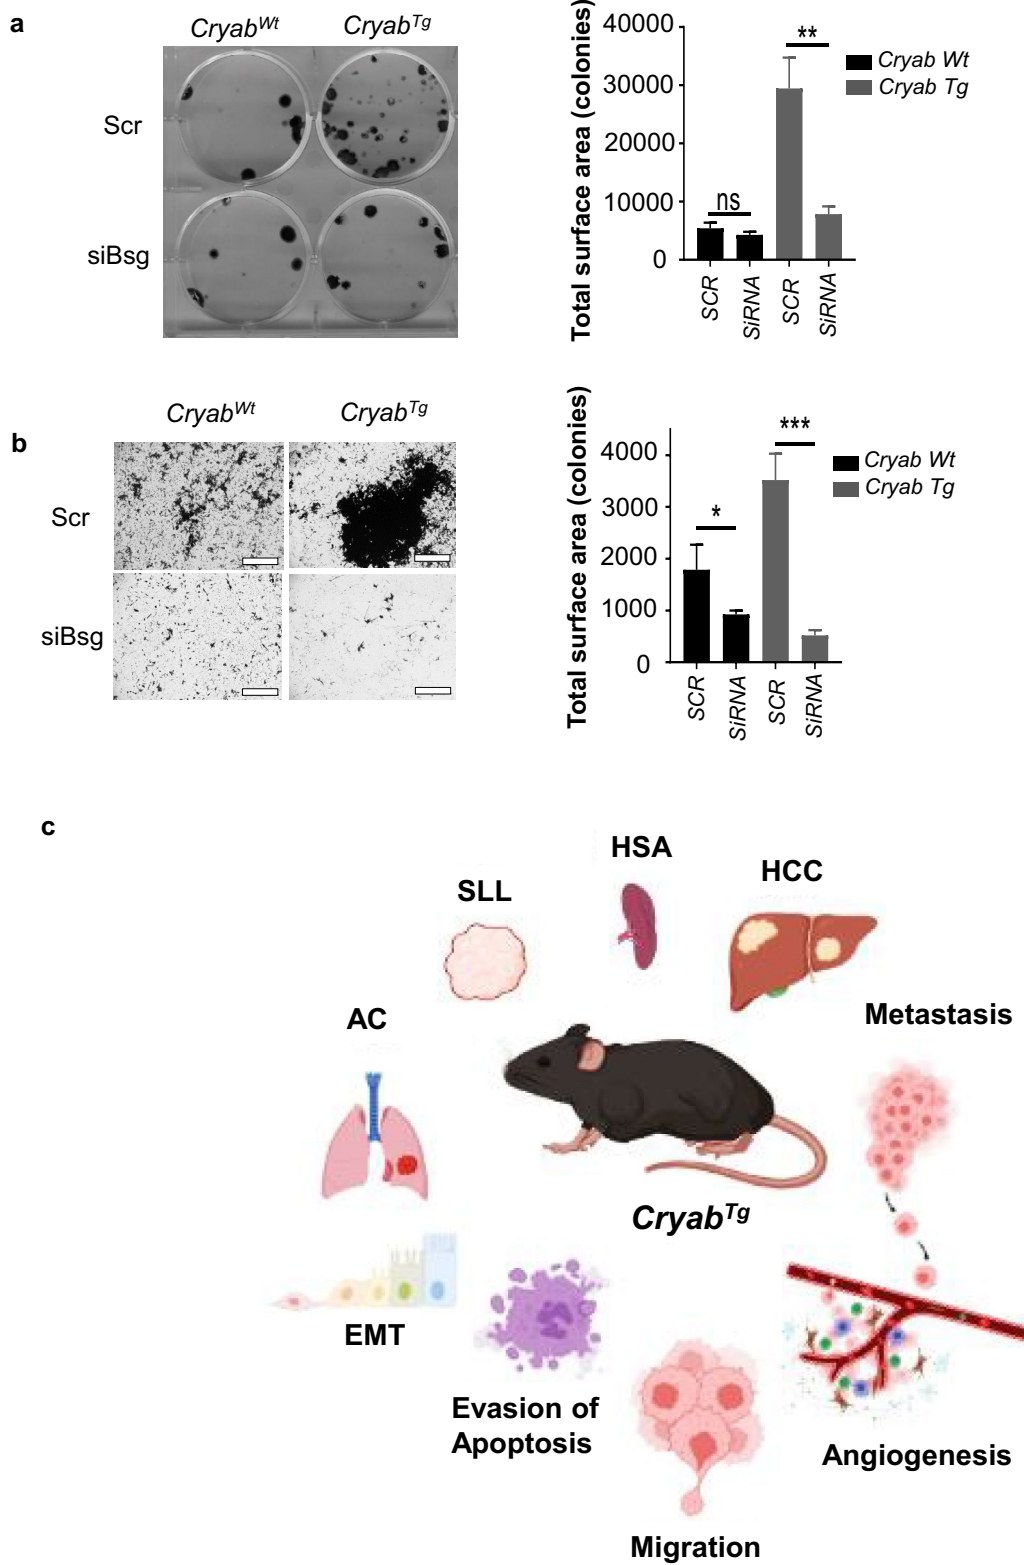 a
Cryab^Wt Cryab^Tg
Scr
siBsg
Total surface area (colonies)
40000
30000
20000
10000
0
ns
**
SCR
SiRNA
SCR
SiRNA
Cryab Wt
Cryab Tg
b
Cryab^Wt Cryab^Tg
Scr
siBsg
Total surface area (colonies)
4000
3000
2000
1000
0
*
***
SCR
SiRNA
SCR
SiRNA
Cryab Wt
Cryab Tg
c
HSA
HCC
SLL
AC
Metastasis
Cryab^Tg
EMT
Evasion of
Apoptosis
Angiogenesis
Migration